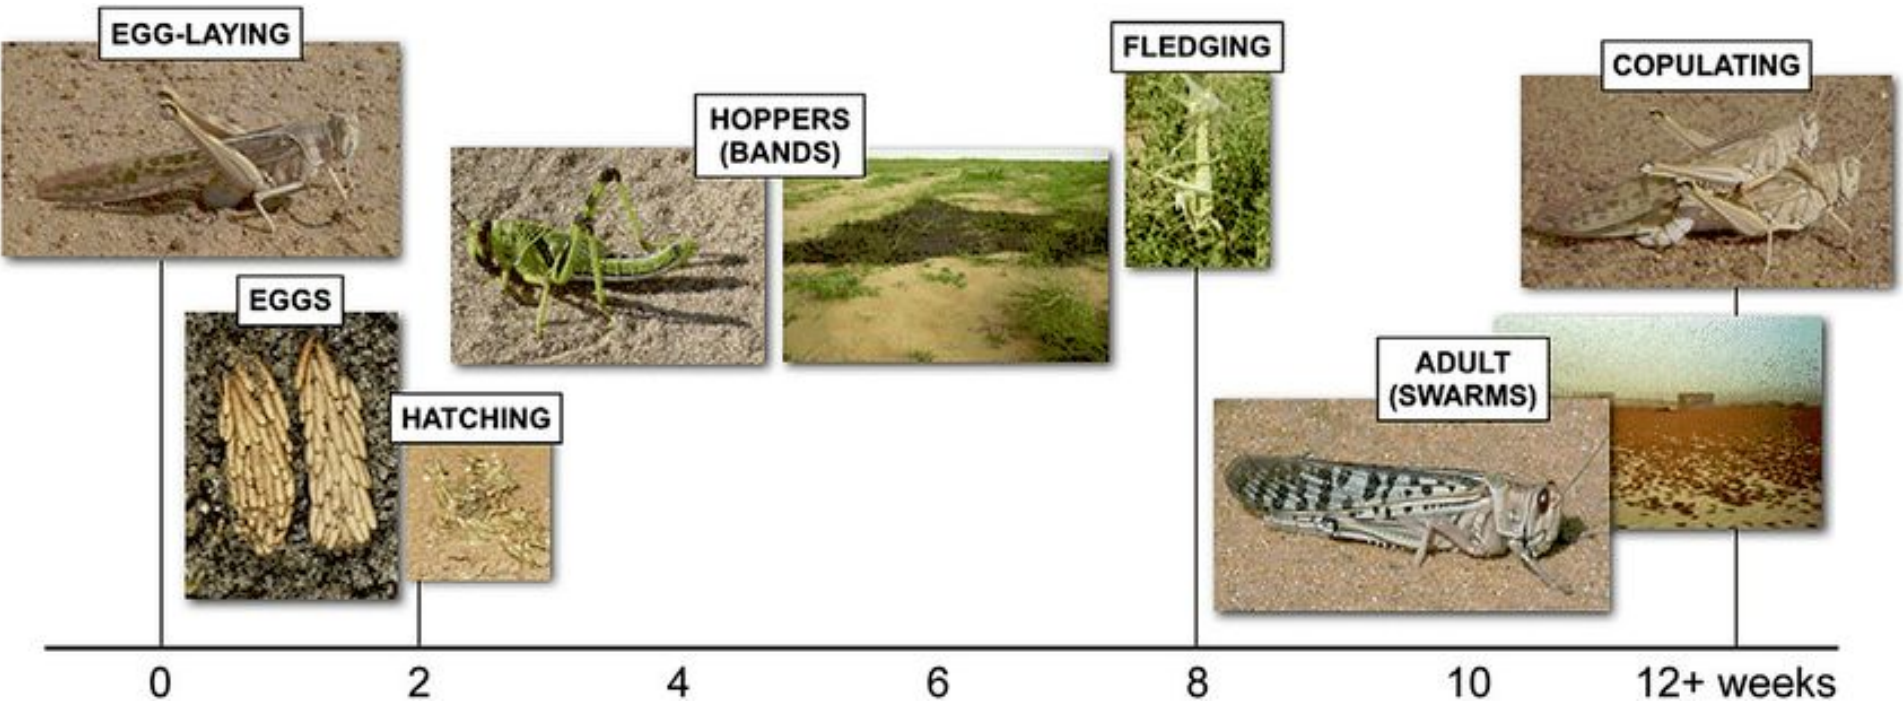 EGG-LAYING
EGGS
HATCHING
HOPPERS
(BANDS)
FLEDGING
ADULT
(SWARMS)
COPULATING
0 2 4 6 8 10 12+ weeks